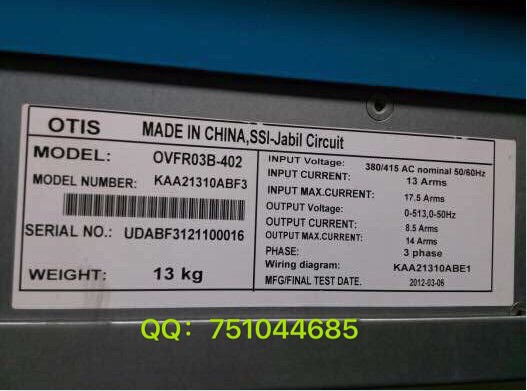 OTIS MADE IN CHINA,SSI-Jabil Circuit
MODEL: OVFR03B-402
MODEL NUMBER: KAA21310ABF3
SERIAL NO.: UDABF3121100016
WEIGHT: 13 kg
INPUT Voltage: 380/415 AC nominal 50/60Hz
INPUT CURRENT: 13 Arms
INPUT MAX.CURRENT: 17.5 Arms
OUTPUT Voltage: 0-513,0-50Hz
OUTPUT CURRENT: 8.5 Arms
OUTPUT MAX.CURRENT: 14 Arms
PHASE: 3 phase
Wiring diagram: KAA21310ABE1
MFG/FINAL TEST DATE. 2012-03-06
QQ：751044685